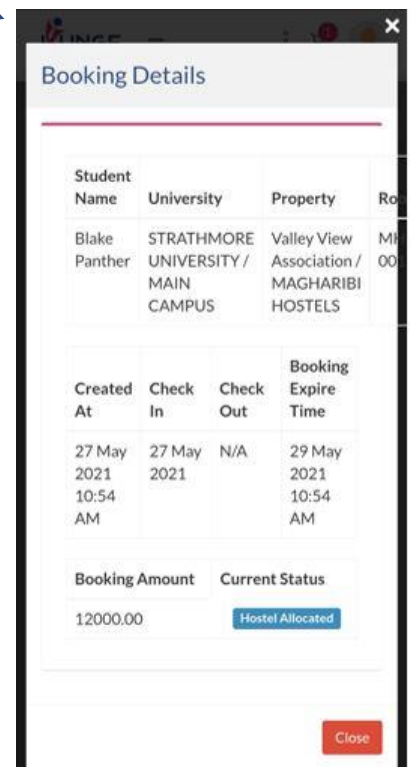 Booking Details
Student Name University Property
Blake Panther STRATHMORE UNIVERSITY / MAIN CAMPUS Valley View Association / MAGHARIBI HOSTELS
Created At Check In Check Out Booking Expire Time
27 May 2021 10:54 AM 27 May 2021 N/A 29 May 2021 10:54 AM
Booking Amount Current Status
12000.00 Hostel Allocated
Close